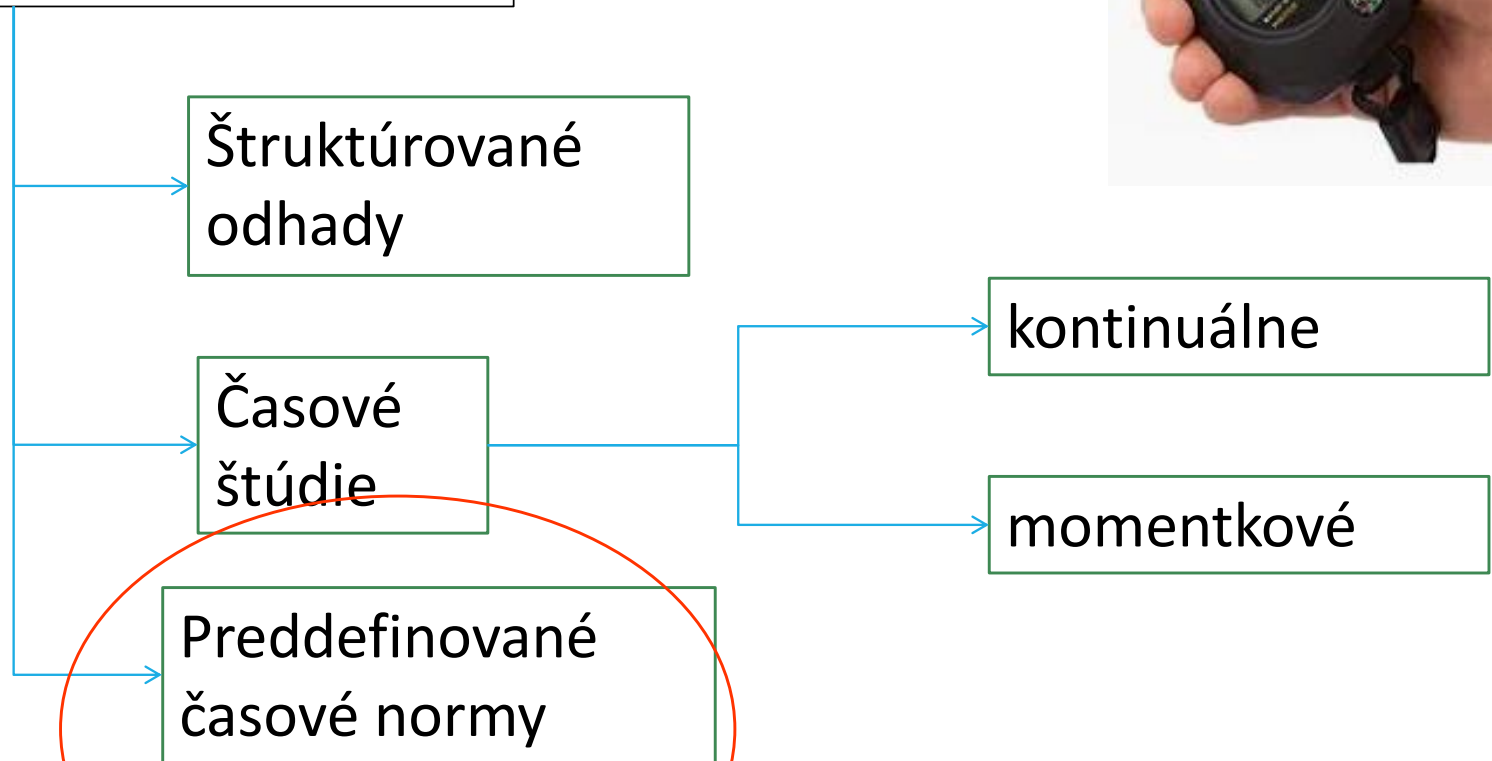 Štruktúrované
odhady
kontinuálne
Časové
štúdie
momentkové
Preddefinované
časové normy